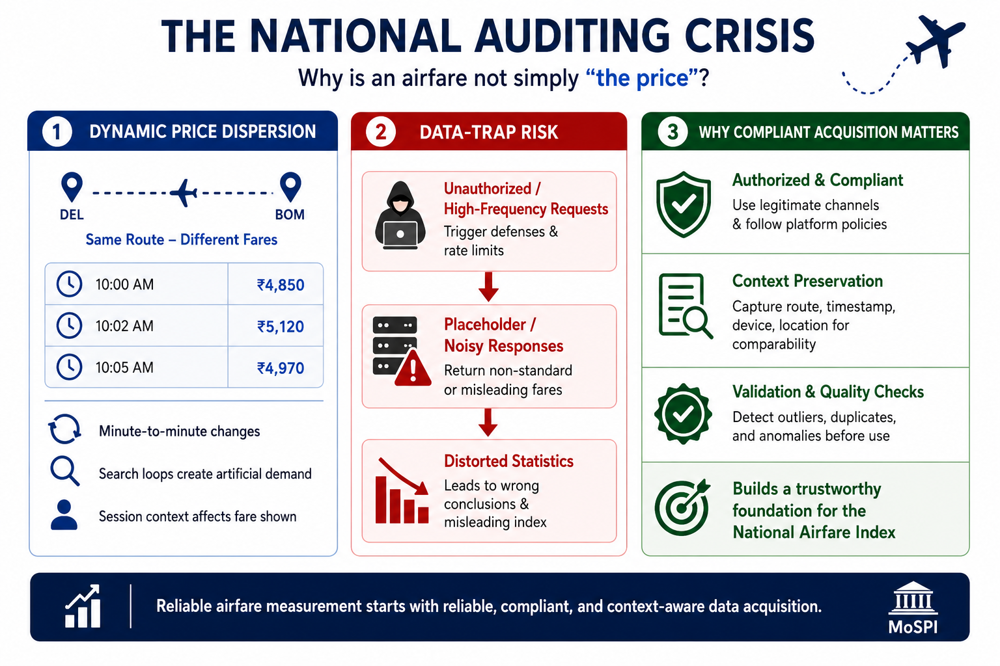 THE NATIONAL AUDITING CRISIS
Why is an airfare not simply “the price”?
1 DYNAMIC PRICE DISPERSION
DEL
BOM
Same Route – Different Fares
10:00 AM ₹4,850
10:02 AM ₹5,120
10:05 AM ₹4,970
Minute-to-minute changes
Search loops create artificial demand
Session context affects fare shown
2 DATA-TRAP RISK
Unauthorized /
High-Frequency Requests
Trigger defenses &
rate limits
Placeholder /
Noisy Responses
Return non-standard
or misleading fares
Distorted Statistics
Leads to wrong
conclusions &
misleading index
3 WHY COMPLIANT ACQUISITION MATTERS
Authorized & Compliant
Use legitimate channels
& follow platform policies
Context Preservation
Capture route, timestamp,
device, location for
comparability
Validation & Quality Checks
Detect outliers, duplicates,
and anomalies before use
Builds a trustworthy
foundation for the
National Airfare Index
Reliable airfare measurement starts with reliable, compliant, and context-aware data acquisition.
MoSPI